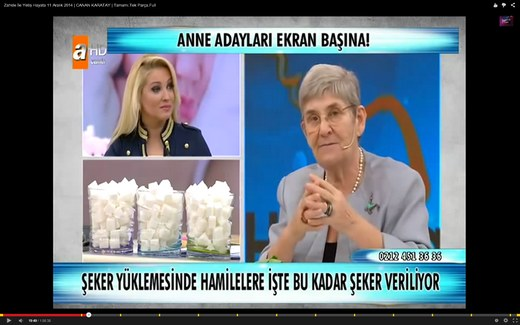 Zahide ile Yetiş Hayata 11 Aralık 2014 | CANAN KARATAY | Tamamı Tek Parça Full
a HD
ANNE ADAYLARI EKRAN BAŞINA!
0212 451 36 36
ŞEKER YÜKLEMESİNDE HAMİLELERE İŞTE BU KADAR ŞEKER VERİLİYOR